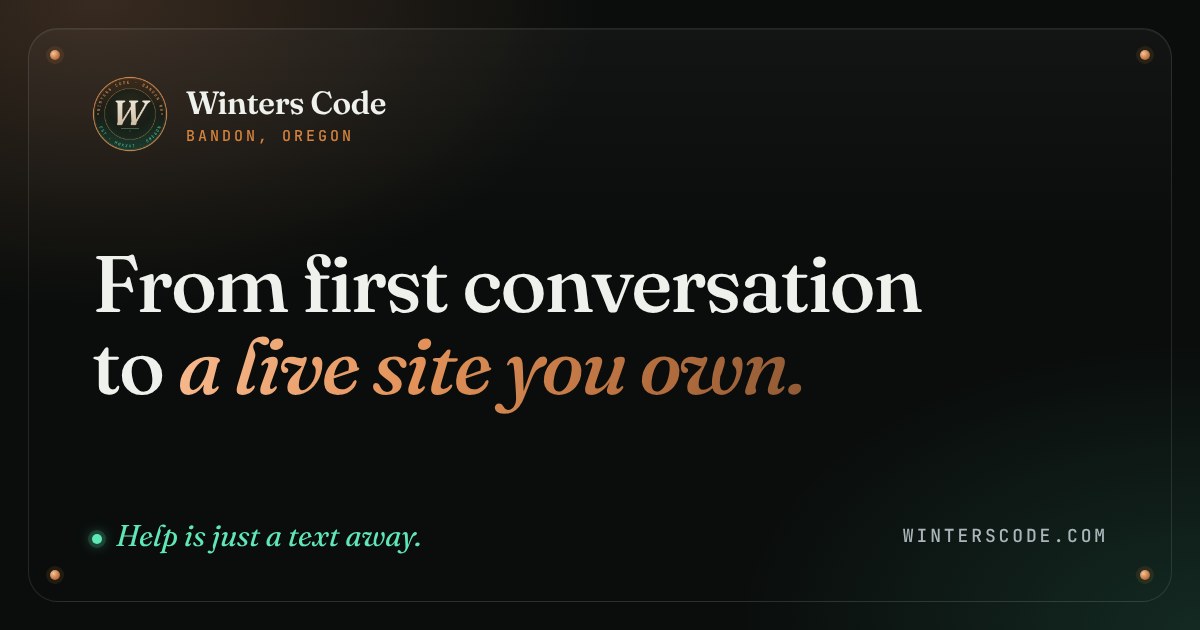 W
Winters Code
BANDON, OREGON
From first conversation
to a live site you own.
Help is just a text away.
WINTERSCODE.COM